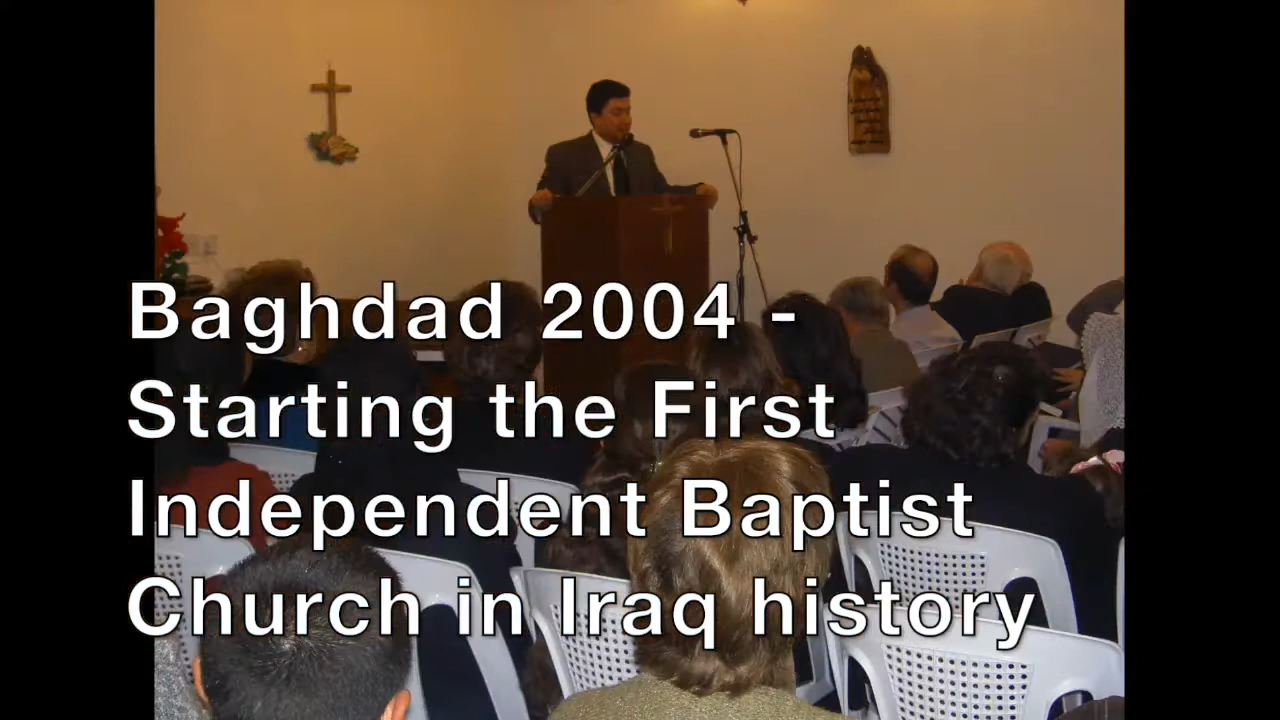 Baghdad 2004 -
Starting the First
Independent Baptist
Church in Iraq history